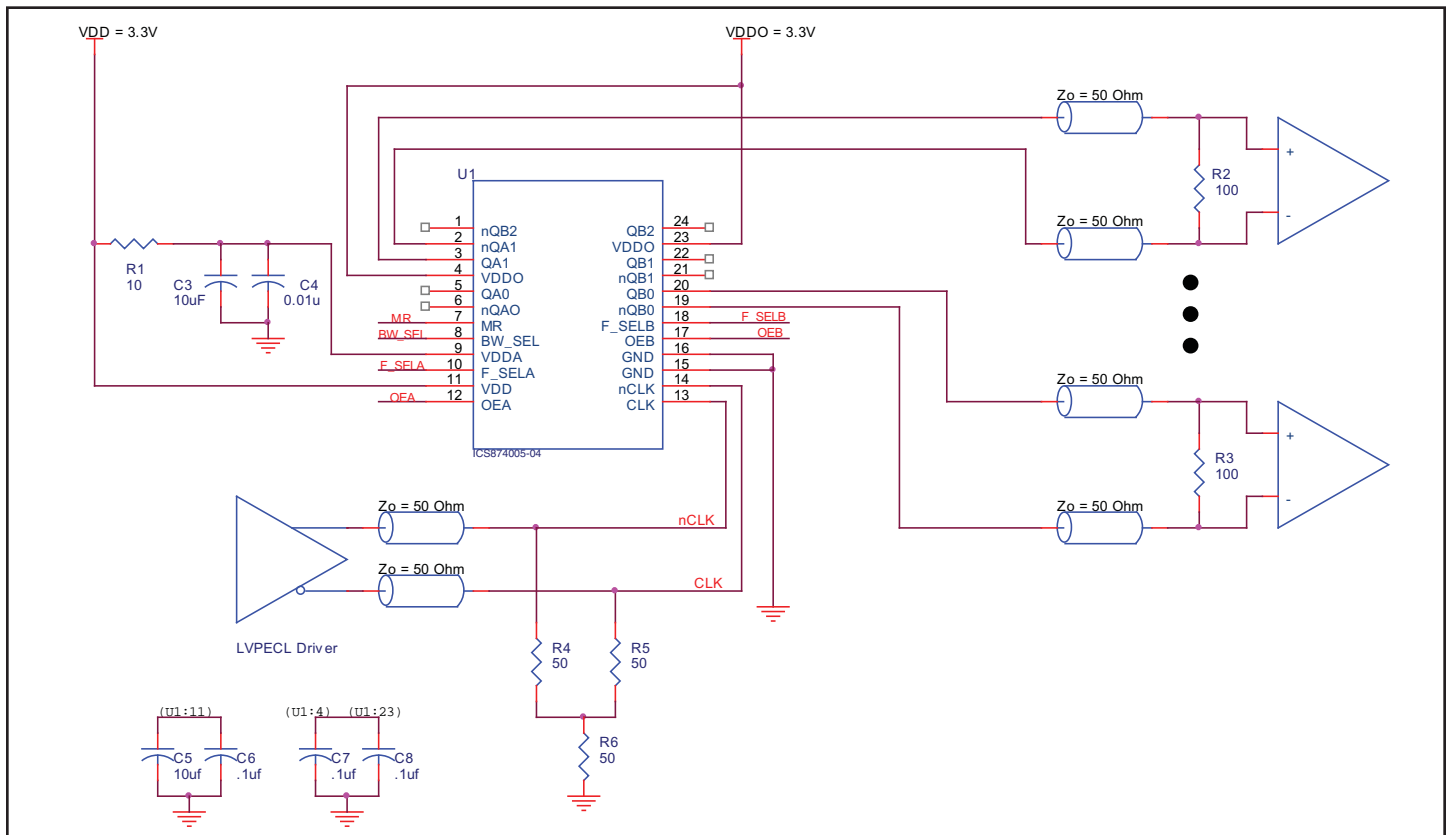 VDD = 3.3V
VDDO = 3.3V
Zo = 50 Ohm
+
-
R2
100
Zo = 50 Ohm
U1
1
2
3
4
5
6
7
8
9
10
11
12
nQB2
nQA1
QA1
VDDO
QA0
nQAO
MR
BW_SEL
VDDA
F_SELA
VDD
OEA
QB2
VDDO
QB1
nQB1
QB0
nQB0
F_SELB
OEB
GND
GND
nCLK
CLK
24
23
22
21
20
19
18
17
16
15
14
13
MR
BW_SEL
F_SELA
OEA
F_SELB
OEB
ICS874005-04
R1
10
C3
10uF
C4
0.01u
Zo = 50 Ohm
+
-
R3
100
Zo = 50 Ohm
Zo = 50 Ohm
nCLK
Zo = 50 Ohm
CLK
LVPECL Driver
R4
50
R5
50
R6
50
(U1:11)
(U1:4) (U1:23)
C5
10uf
C6
.1uf
C7
.1uf
C8
.1uf